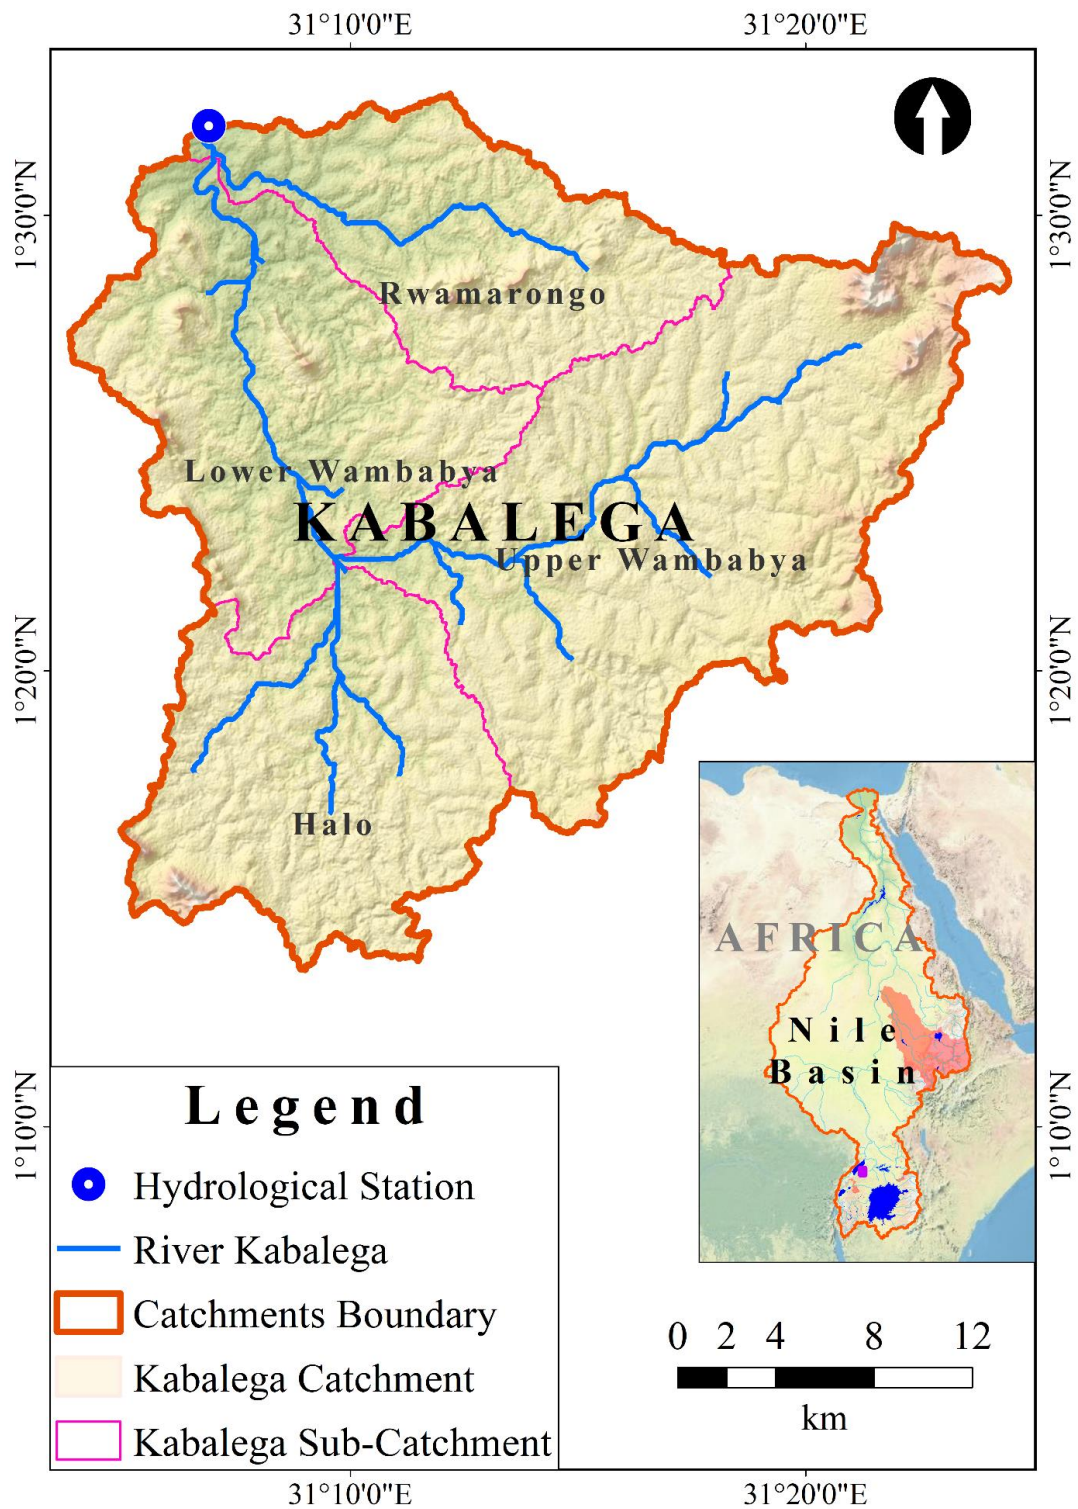 31°10'0"E 31°20'0"E
1°30'0"N 1°30'0"N
Rwamarongo
Lower Wambabya
KABALEGA
Upper Wambabya
1°20'0"N 1°20'0"N
Halo
AFRICA
Nile
Basin
1°10'0"N 1°10'0"N
Legend
Hydrological Station
River Kabalega
Catchments Boundary
Kabalega Catchment
Kabalega Sub-Catchment
0 2 4 8 12
km
31°10'0"E 31°20'0"E